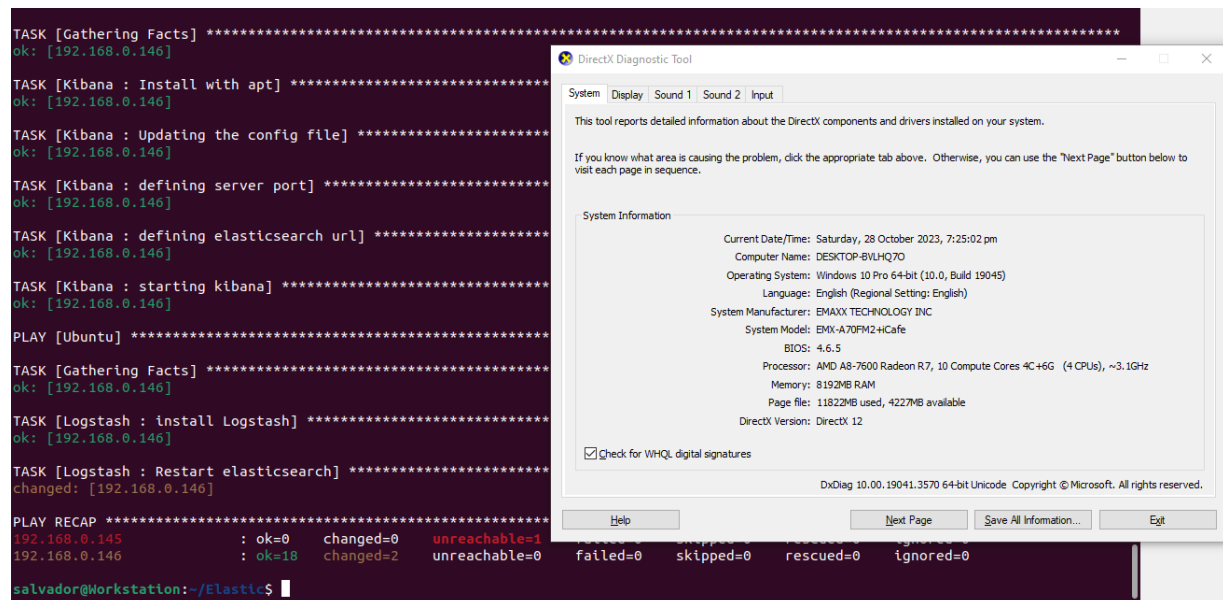 TASK [Gathering Facts] *************************************************************************************************************
ok: [192.168.0.146]
TASK [Kibana : Install with apt] *******************************
ok: [192.168.0.146]
TASK [Kibana : Updating the config file] ***********************
ok: [192.168.0.146]
TASK [Kibana : defining server port] ***************************
ok: [192.168.0.146]
TASK [Kibana : defining elasticsearch url] *********************
ok: [192.168.0.146]
TASK [Kibana : starting kibana] ********************************
ok: [192.168.0.146]
PLAY [Ubuntu] **************************************************
TASK [Gathering Facts] *****************************************
ok: [192.168.0.146]
TASK [Logstash : install Logstash] *****************************
ok: [192.168.0.146]
TASK [Logstash : Restart elasticsearch] ************************
changed: [192.168.0.146]
PLAY RECAP *****************************************************
192.168.0.145 : ok=0 changed=0 unreachable=1
192.168.0.146 : ok=18 changed=2 unreachable=0 failed=0 skipped=0 rescued=0 ignored=0
salvador@Workstation:~/Elastic$
DirectX Diagnostic Tool
System Display Sound 1 Sound 2 Input
This tool reports detailed information about the DirectX components and drivers installed on your system.
If you know what area is causing the problem, click the appropriate tab above. Otherwise, you can use the "Next Page" button below to
visit each page in sequence.
System Information
Current Date/Time: Saturday, 28 October 2023, 7:25:02 pm
Computer Name: DESKTOP-BVLHQ7O
Operating System: Windows 10 Pro 64-bit (10.0, Build 19045)
Language: English (Regional Setting: English)
System Manufacturer: EMAXX TECHNOLOGY INC
System Model: EMX-A70FM2+iCafe
BIOS: 4.6.5
Processor: AMD A8-7600 Radeon R7, 10 Compute Cores 4C+6G (4 CPUs), ~3.1GHz
Memory: 8192MB RAM
Page file: 11822MB used, 4227MB available
DirectX Version: DirectX 12
Check for WHQL digital signatures
DxDiag 10.00.19041.3570 64-bit Unicode Copyright © Microsoft. All rights reserved.
Help Next Page Save All Information... Exit